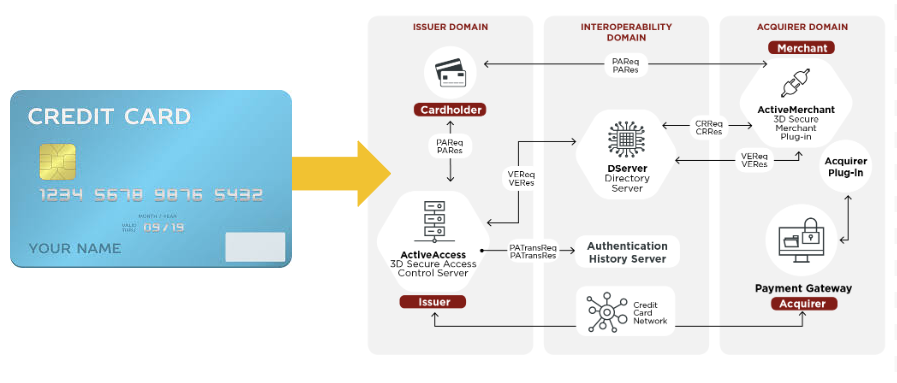 CREDIT CARD
1234 5678 9876 5432
MONTH / YEAR
VALID
THRU
09/19
YOUR NAME
ISSUER DOMAIN
INTEROPERABILITY
DOMAIN
ACQUIRER DOMAIN
Merchant
PAReq
PARes
Cardholder
ActiveMerchant
3D Secure
Merchant
Plug-in
CRReq
CRRes
PAReq
PARes
VEReq
VERes
DServer
Directory
Server
VEReq
VERes
Acquirer
Plug-In
ActiveAccess
3D Secure Access
Control Server
PATransReq
PATransRes
Authentication
History Server
Payment Gateway
Issuer
Credit
Card
Network
Acquirer